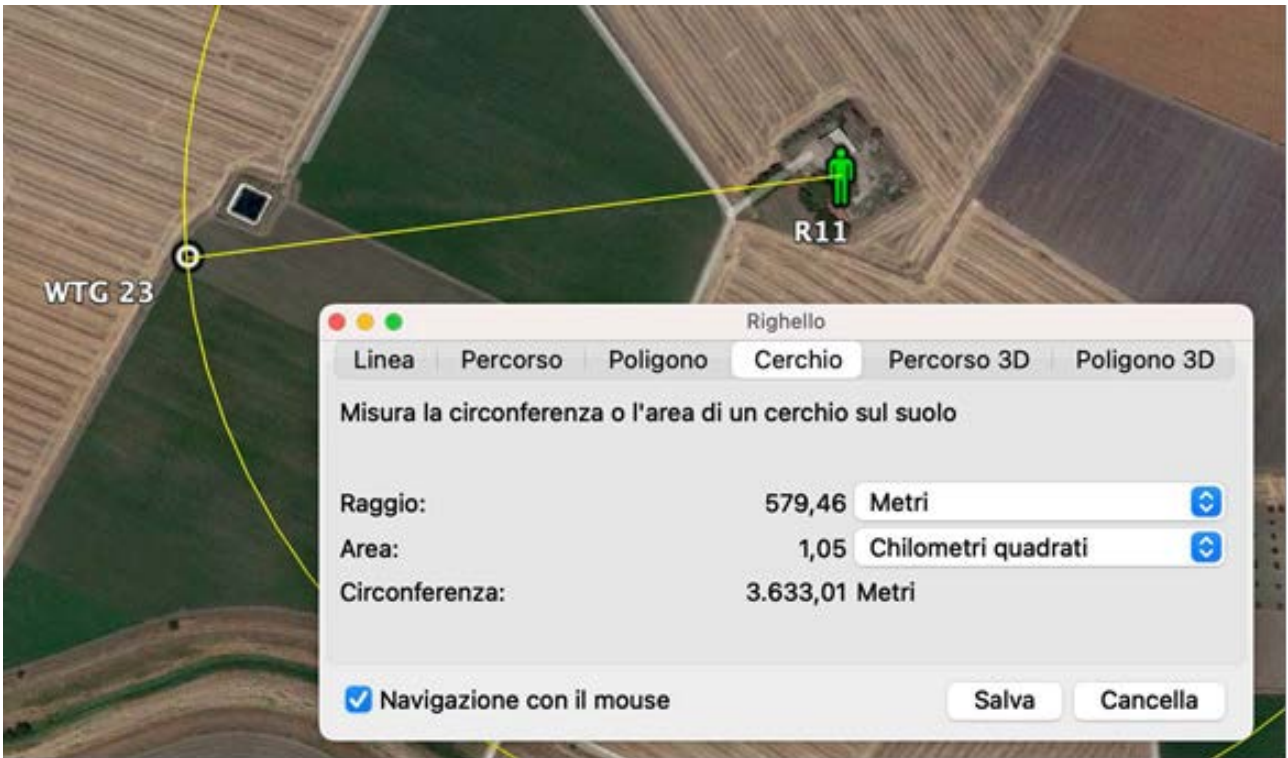 R11
WTG 23
Righello
Linea Percorso Poligono Cerchio Percorso 3D Poligono 3D
Misura la circonferenza o l'area di un cerchio sul suolo
Raggio: 579,46 Metri
Area: 1,05 Chilometri quadrati
Circonferenza: 3.633,01 Metri
Navigazione con il mouse Salva Cancella